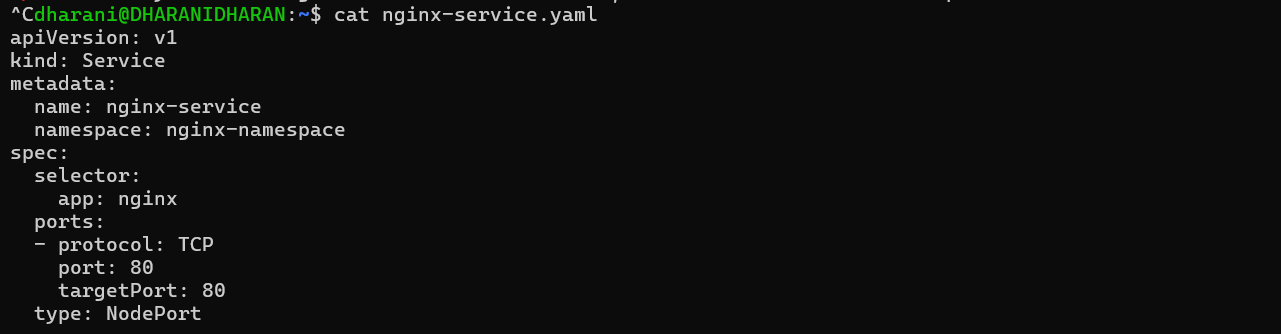 ^Cdharani@DHARANIDHARAN:~$ cat nginx-service.yaml
apiVersion: v1
kind: Service
metadata:
  name: nginx-service
  namespace: nginx-namespace
spec:
  selector:
    app: nginx
  ports:
  - protocol: TCP
    port: 80
    targetPort: 80
  type: NodePort